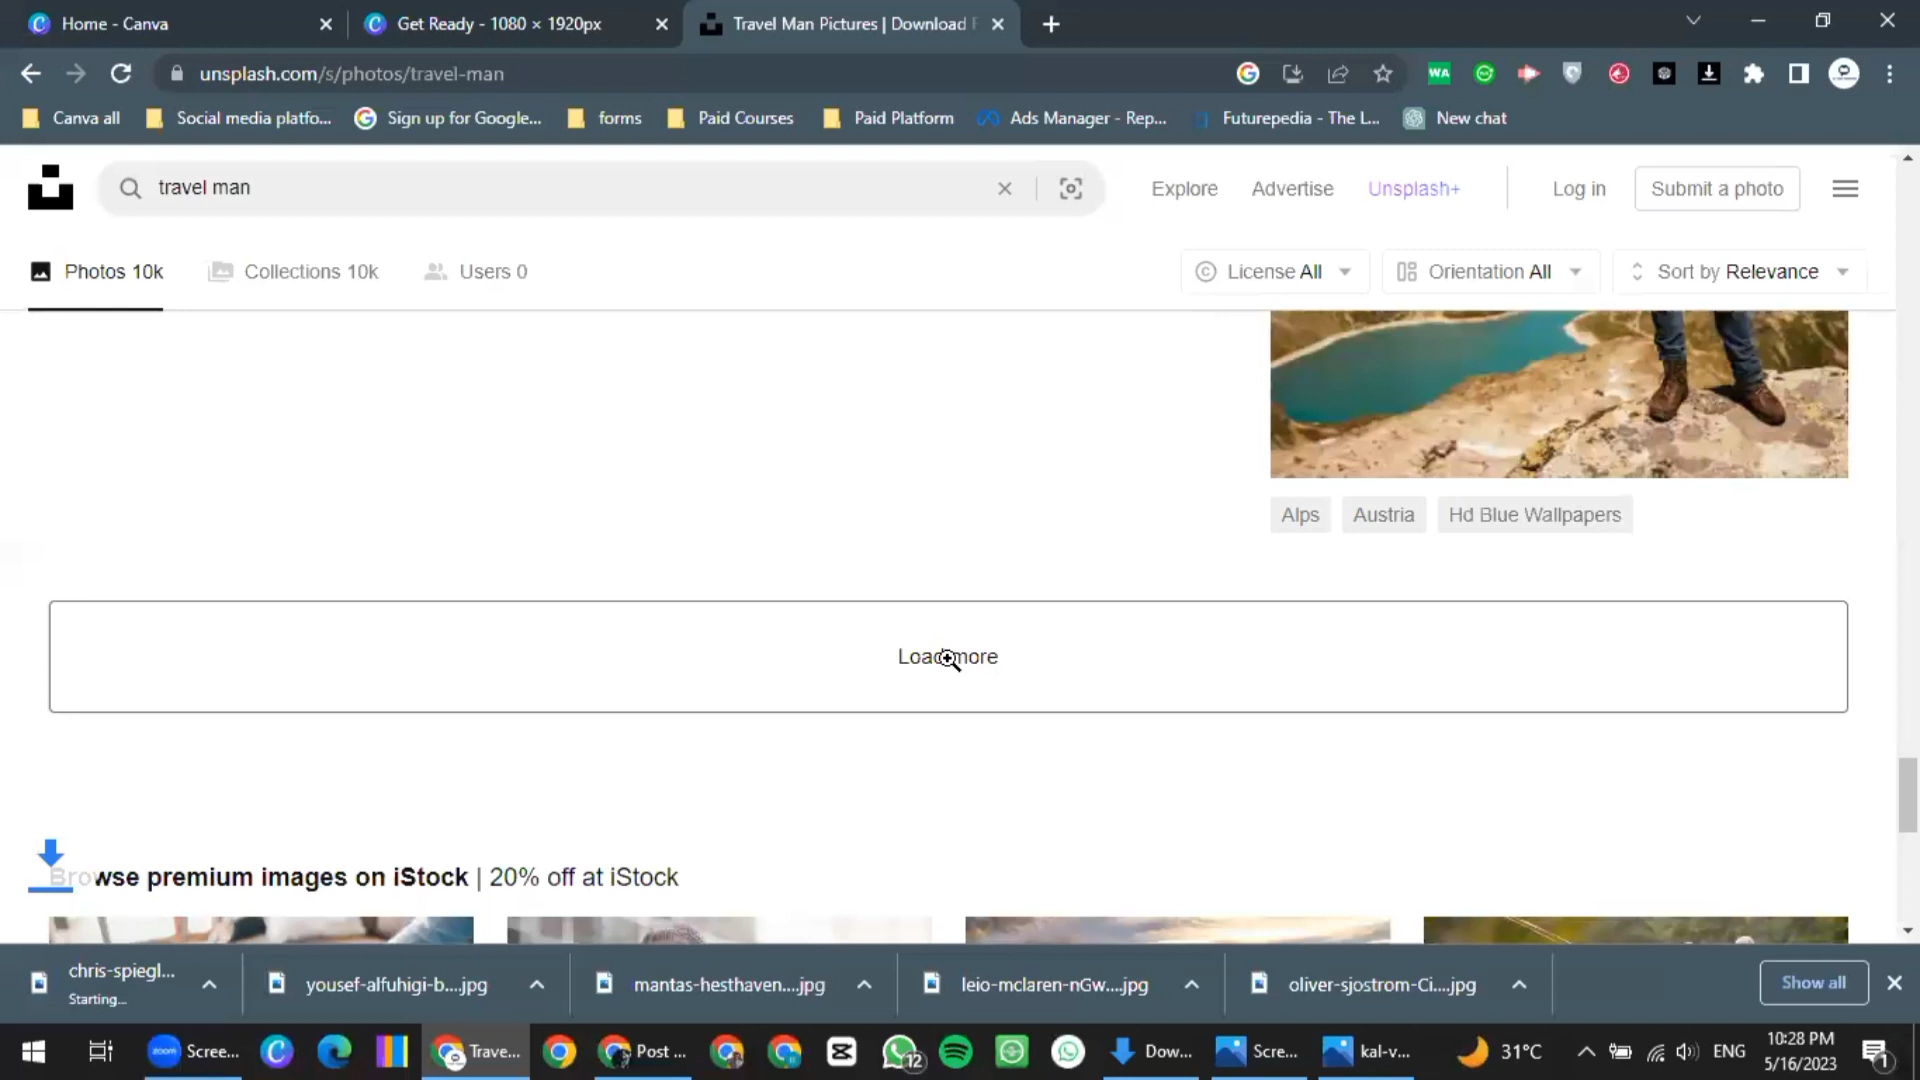 Home - Canva
Get Ready - 1080 × 1920px
Travel Man Pictures | Download F
unsplash.com/s/photos/travel-man
Canva all
Social media platfo...
Sign up for Google...
forms
Paid Courses
Paid Platform
Ads Manager - Rep...
Futurepedia - The L...
New chat
travel man
Explore
Advertise
Unsplash+
Log in
Submit a photo
Photos 10k
Collections 10k
Users 0
License All
Orientation All
Sort by Relevance
Alps
Austria
Hd Blue Wallpapers
Load more
Browse premium images on iStock | 20% off at iStock
chris-spiegl...
Starting...
yousef-alfuhigi-b....jpg
mantas-hesthaven....jpg
leio-mclaren-nGw....jpg
oliver-sjostrom-Ci....jpg
Show all
zoom
Scree...
Trave...
Post ...
12
Dow...
Scre...
kal-v...
31°C
ENG
10:28 PM
5/16/2023
1
WA